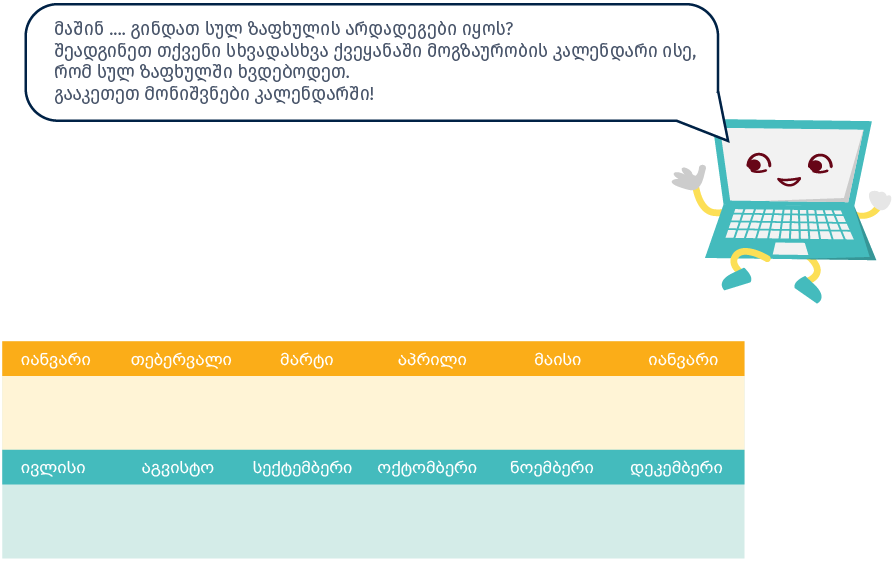 მაშინ .... გინდათ სულ ზაფხულის არდადეგები იყოს?
შეადგინეთ თქვენი სხვადასხვა ქვეყანაში მოგზაურობის კალენდარი ისე,
რომ სულ ზაფხულში ხვდებოდეთ.
გააკეთეთ მონიშვნები კალენდარში!
იანვარი თებერვალი მარტი აპრილი მაისი იანვარი
ივლისი აგვისტო სექტემბერი ოქტომბერი ნოემბერი დეკემბერი